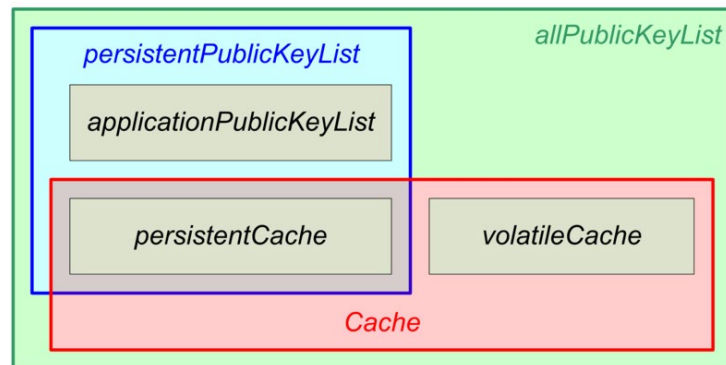 allPublicKeyList
persistentPublicKeyList
applicationPublicKeyList
persistentCache
volatileCache
Cache